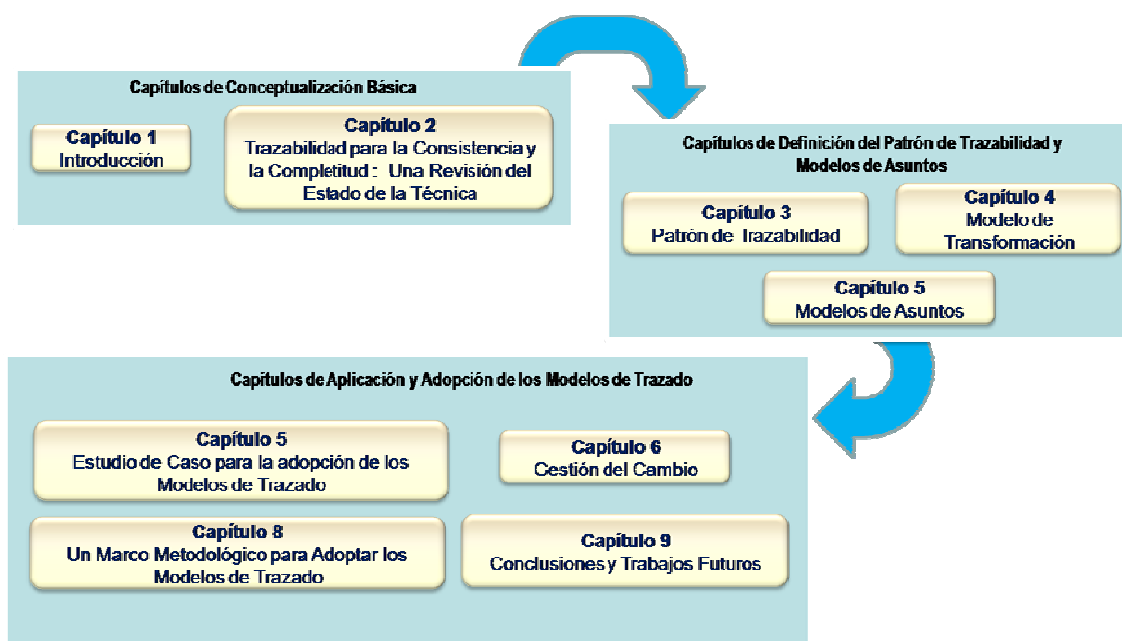 Capítulos de Conceptualización Básica
Capítulo 1
Introducción
Capítulo 2
Trazabilidad para la Consistencia y
la Completitud : Una Revisión del
Estado de la Técnica
Capítulos de Definición del Patrón de Trazabilidad y
Modelos de Asuntos
Capítulo 3
Patrón de Trazabilidad
Capítulo 4
Modelo de
Transformación
Capítulo 5
Modelos de Asuntos
Capítulos de Aplicación y Adopción de los Modelos de Trazado
Capítulo 5
Estudio de Caso para la adopción de los
Modelos de Trazado
Capítulo 6
Gestión del Cambio
Capítulo 8
Un Marco Metodológico para Adoptar los
Modelos de Trazado
Capítulo 9
Conclusiones y Trabajos Futuros